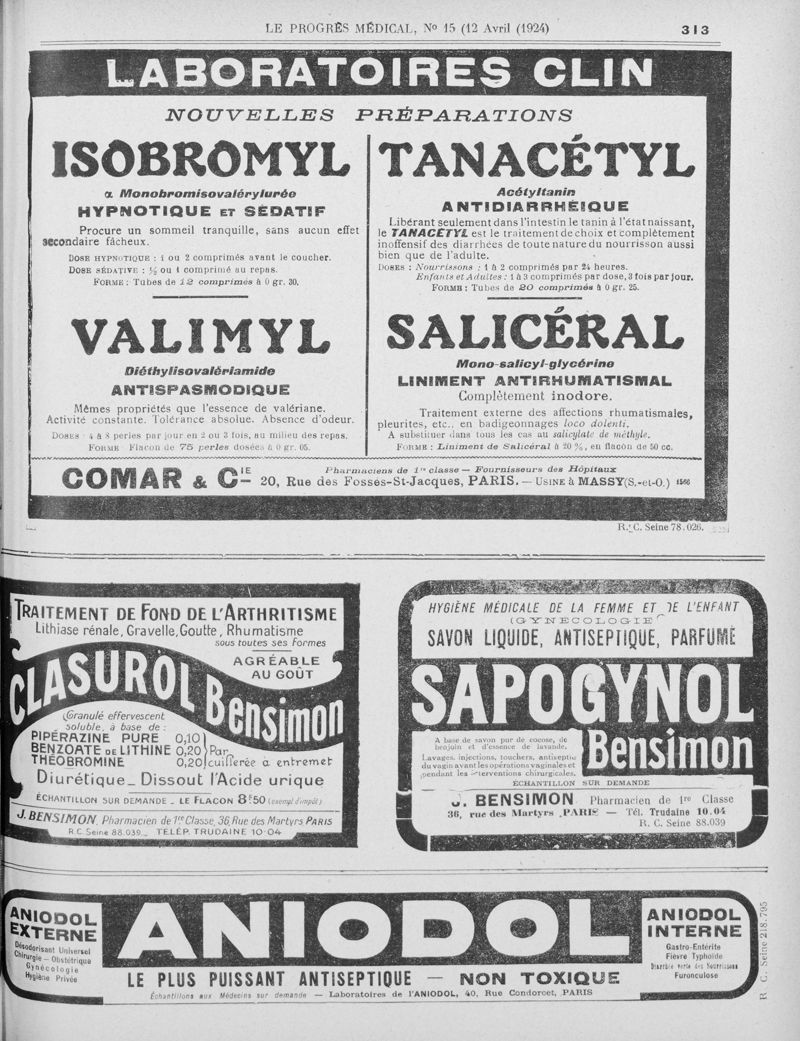 LE PROGRÈS MÉDICAL, No 15 (12 Avril (1924)
313
LABORATOIRES CLIN
NOUVELLES PRÉPARATIONS
ISOBROMYL
α Monobromisovalérylurée
HYPNOTIQUE ET SÉDATIF
Procure un sommeil tranquille, sans aucun effet
secondaire fâcheux.
DOSE HYPNOTIQUE : 1 ou 2 comprimés avant le coucher.
DOSE SÉDATIVE : ½ ou 1 comprimé au repas.
FORME : Tubes de 12 comprimés à 0 gr. 30.
TANACÉTYL
Acétyltanin
ANTIDIARRHÉIQUE
Libérant seulement dans l'intestin le tanin à l'état naissant,
le TANACÉTYL est le traitement de choix et complètement
inoffensif des diarrhées de toute nature du nourrisson aussi
bien que de l'adulte.
DOSES : Nourrissons : 1 à 2 comprimés par 24 heures.
Enfants et Adultes : 1 à 3 comprimés par dose, 3 fois par jour.
FORME : Tubes de 20 comprimés à 0 gr. 25.
VALIMYL
Diéthylisovalériamide
ANTISPASMODIQUE
Mêmes propriétés que l'essence de valériane.
Activité constante. Tolérance absolue. Absence d'odeur.
DOSES : 4 à 8 perles par jour en 2 ou 3 fois, au milieu des repas.
FORME : Flacon de 75 perles dosées à 0 gr. 05.
SALICÉRAL
Mono-salicyl-glycérine
LINIMENT ANTIRHUMATISMAL
Complètement inodore.
Traitement externe des affections rhumatismales,
pleurites, etc., en badigeonnages loco dolenti.
A substituer dans tous les cas au salicylate de méthyle.
FORME : Liniment de Salicéral à 20 %, en flacon de 50 cc.
COMAR & CIE
Pharmaciens de 1re classe — Fournisseurs des Hôpitaux
20, Rue des Fossés-St-Jacques, PARIS. — USINE à MASSY (S.-et-O.) 1566
R. C. Seine 78.026.
TRAITEMENT DE FOND DE L'ARTHRITISME
Lithiase rénale, Gravelle, Goutte, Rhumatisme
sous toutes ses formes
AGRÉABLE
AU GOÛT
CLASUROL Bensimon
Granulé effervescent
soluble, à base de :
PIPÉRAZINE PURE 0,10
BENZOATE DE LITHINE 0,20 Par
THÉOBROMINE 0,20 cuillerée à entremet
Diurétique - Dissout l'Acide urique
ÉCHANTILLON SUR DEMANDE - LE FLACON 8f50 (exempt d'impôt)
J. BENSIMON, Pharmacien de 1re Classe, 36, Rue des Martyrs PARIS
R.C. Seine 88.039 - TÉLÉP. TRUDAINE 10-04
HYGIÈNE MÉDICALE DE LA FEMME ET DE L'ENFANT
(GYNECOLOGIE
SAVON LIQUIDE, ANTISEPTIQUE, PARFUMÉ
SAPOGYNOL
Bensimon
A base de savon pur de cocose, de
benjoin et d'essence de lavande.
Lavages, injections, touchers, antiseptie
du vagin avant les opérations vaginales et
pendant les interventions chirurgicales.
ÉCHANTILLON SUR DEMANDE
J. BENSIMON Pharmacien de 1re Classe
36, rue des Martyrs, PARIS — Tél. Trudaine 10.04
R. C. Seine 88.039
ANIODOL
EXTERNE
Désodorisant Universel
Chirurgie - Obstétrique
Gynécologie
Hygiène Privée
ANIODOL
LE PLUS PUISSANT ANTISEPTIQUE — NON TOXIQUE
Échantillons aux Médecins sur demande — Laboratoires de l'ANIODOL, 40, Rue Condorcet, PARIS
ANIODOL
INTERNE
Gastro-Entérite
Fièvre Typhoïde
Diarrhée verte des Nourrissons
Furonculose
R. C. Seine 218.795